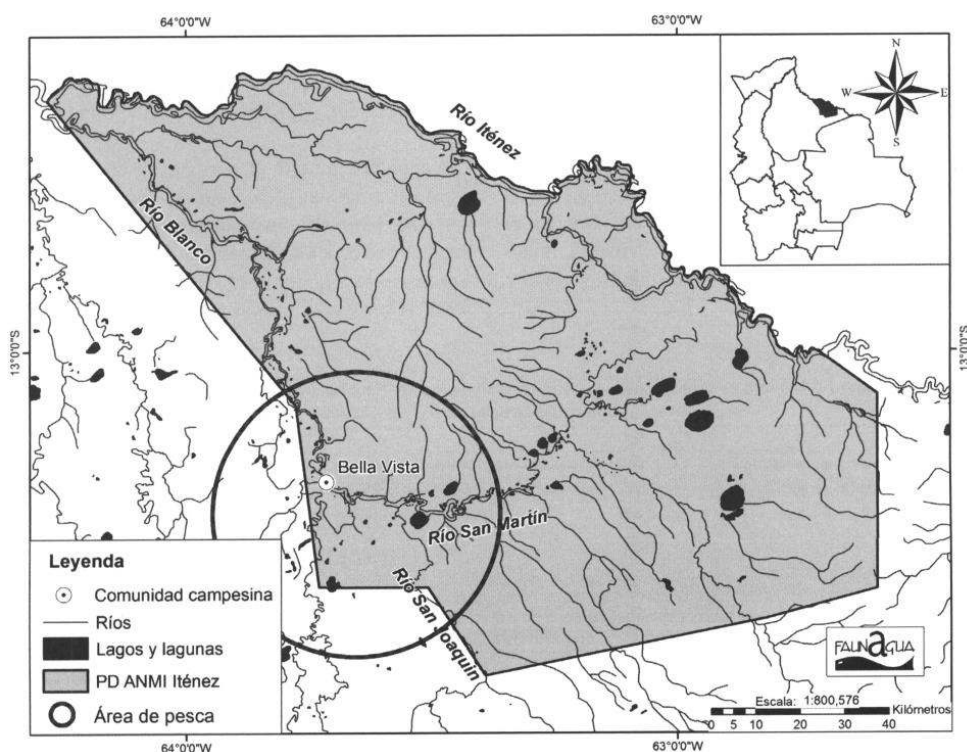 64°0'0"W
63°0'0"W
N
W
E
S
Río Iténez
Río Blanco
13°0'0"S
13°0'0"S
Bella Vista
Río San Martín
Río San Joaquín
Leyenda
Comunidad campesina
Ríos
Lagos y lagunas
PD ANMI Iténez
Área de pesca
FAUNAGUA
Escala: 1:800,576
Kilómetros
0 5 10 20 30 40
64°0'0"W
63°0'0"W